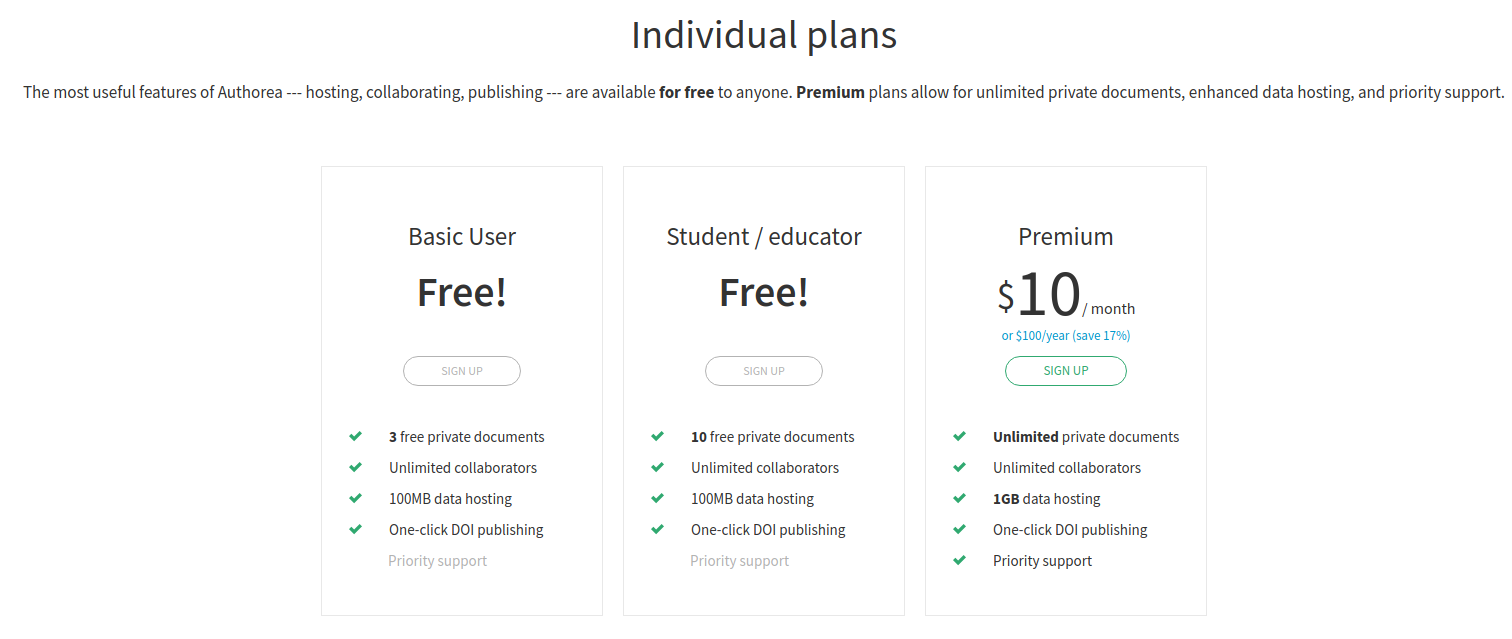 Individual plans
The most useful features of Authorea --- hosting, collaborating, publishing --- are available for free to anyone. Premium plans allow for unlimited private documents, enhanced data hosting, and priority support.
Basic User
Free!
SIGN UP
3 free private documents
Unlimited collaborators
100MB data hosting
One-click DOI publishing
Priority support
Student / educator
Free!
SIGN UP
10 free private documents
Unlimited collaborators
100MB data hosting
One-click DOI publishing
Priority support
Premium
$10/ month
or $100/year (save 17%)
SIGN UP
Unlimited private documents
Unlimited collaborators
1GB data hosting
One-click DOI publishing
Priority support